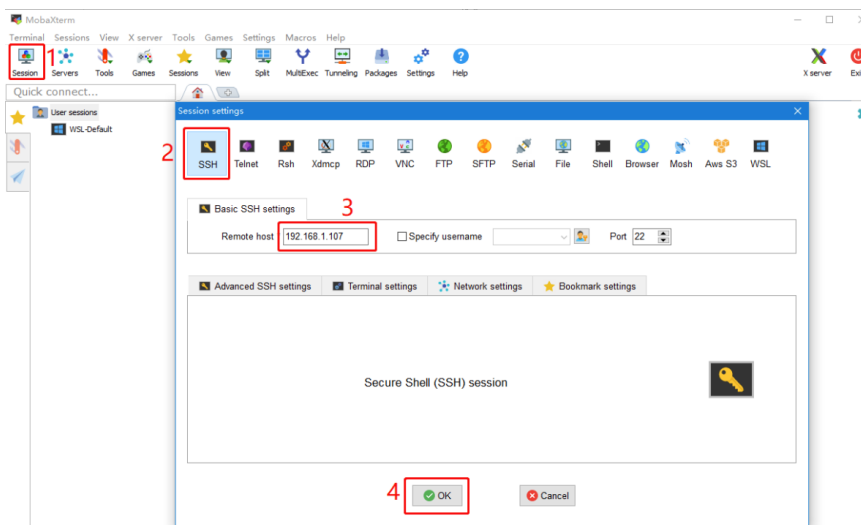 MobaXterm
Terminal Sessions View X server Tools Games Settings Macros Help
1
Session Servers Tools Games Sessions View Split MultiExec Tunneling Packages Settings Help X server Exi
Quick connect...
User sessions
WSL-Default
Session settings
2
SSH Telnet Rsh Xdmcp RDP VNC FTP SFTP Serial File Shell Browser Mosh Aws S3 WSL
Basic SSH settings
3
Remote host 192.168.1.107 Specify username Port 22
Advanced SSH settings Terminal settings Network settings Bookmark settings
Secure Shell (SSH) session
4
OK Cancel